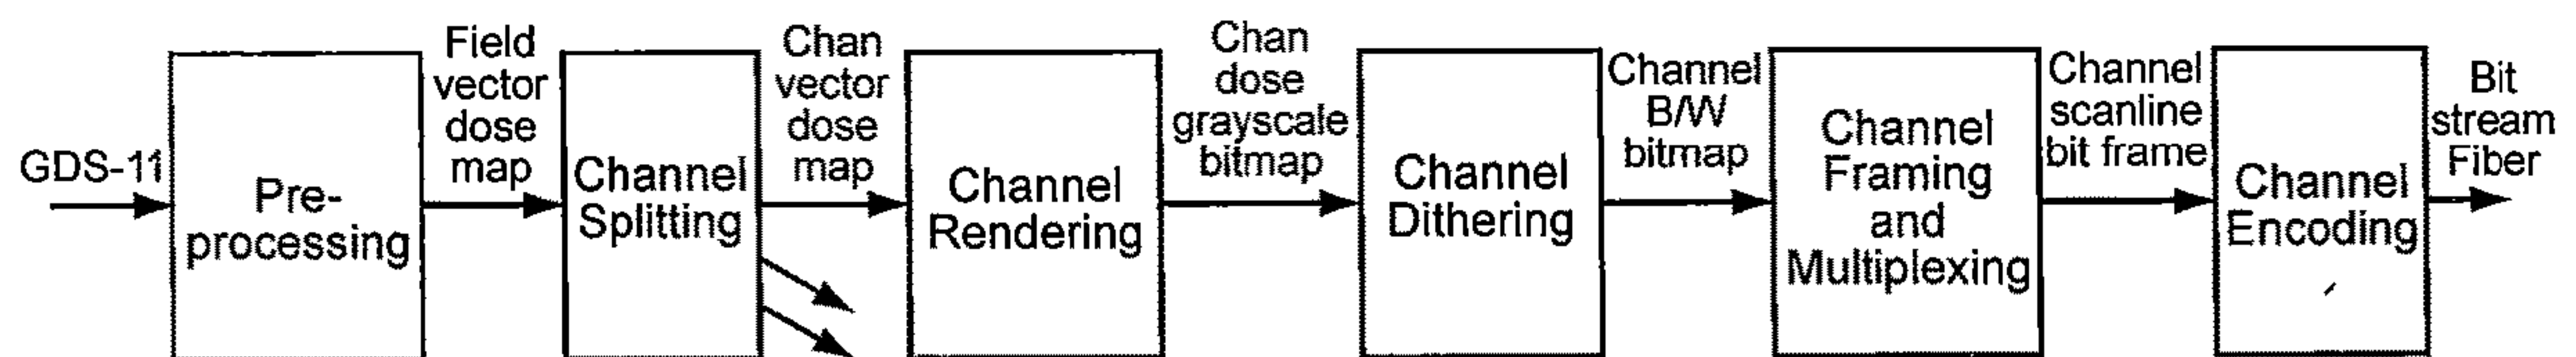 GDS-11
Pre-
processing
Field
vector
dose
map
Channel
Splitting
Chan
vector
dose
map
Channel
Rendering
Chan
dose
grayscale
bitmap
Channel
Dithering
Channel
B/W
bitmap
Channel
Framing
and
Multiplexing
Channel
scanline
bit frame
Channel
Encoding
Bit
stream
Fiber